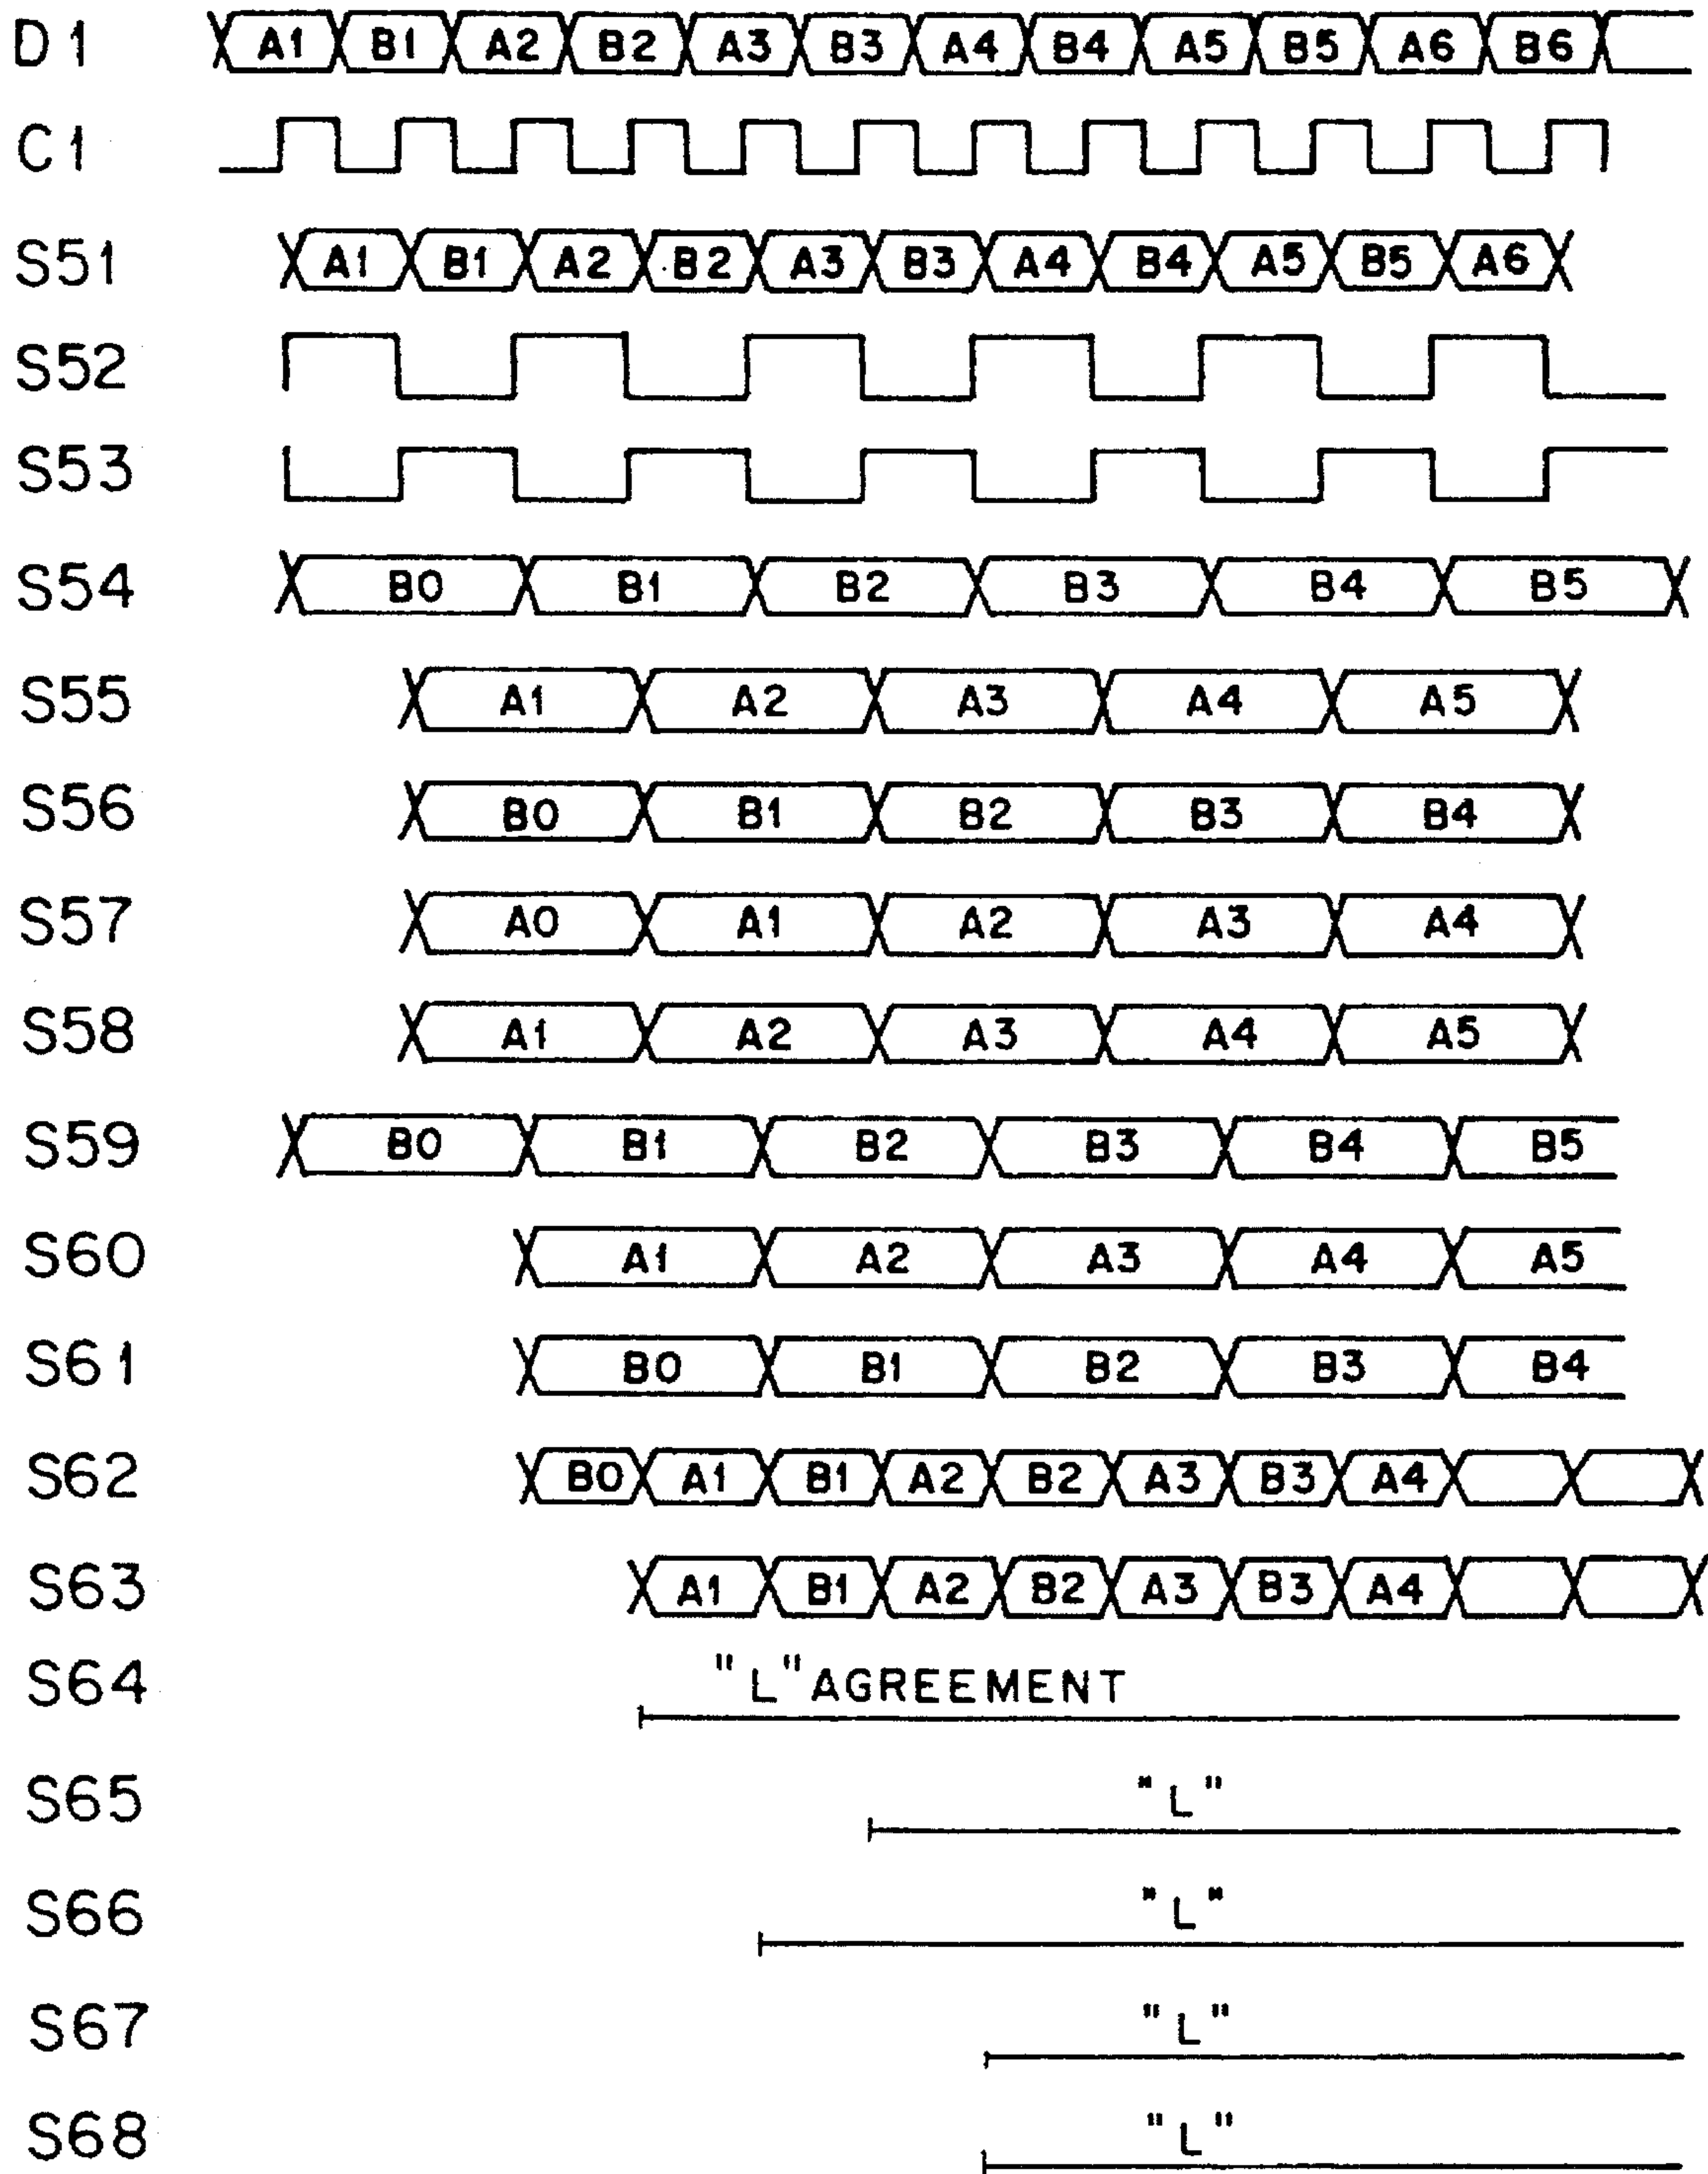 D1 A1 B1 A2 B2 A3 B3 A4 B4 A5 B5 A6 B6
C1
S51 A1 B1 A2 B2 A3 B3 A4 B4 A5 B5 A6
S52
S53
S54 B0 B1 B2 B3 B4 B5
S55 A1 A2 A3 A4 A5
S56 B0 B1 B2 B3 B4
S57 A0 A1 A2 A3 A4
S58 A1 A2 A3 A4 A5
S59 B0 B1 B2 B3 B4 B5
S60 A1 A2 A3 A4 A5
S61 B0 B1 B2 B3 B4
S62 B0 A1 B1 A2 B2 A3 B3 A4
S63 A1 B1 A2 B2 A3 B3 A4
S64 "L" AGREEMENT
S65 "L"
S66 "L"
S67 "L"
S68 "L"